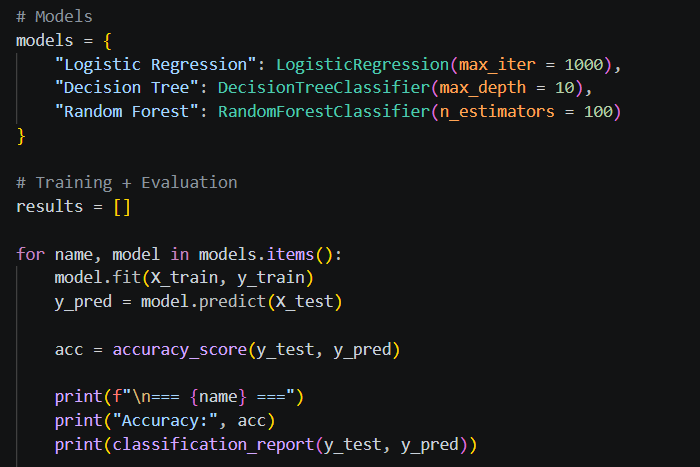 # Models
models = {
    "Logistic Regression": LogisticRegression(max_iter = 1000),
    "Decision Tree": DecisionTreeClassifier(max_depth = 10),
    "Random Forest": RandomForestClassifier(n_estimators = 100)
}
# Training + Evaluation
results = []
for name, model in models.items():
    model.fit(X_train, y_train)
    y_pred = model.predict(X_test)
    acc = accuracy_score(y_test, y_pred)
    print(f"\n=== {name} ===")
    print("Accuracy:", acc)
    print(classification_report(y_test, y_pred))